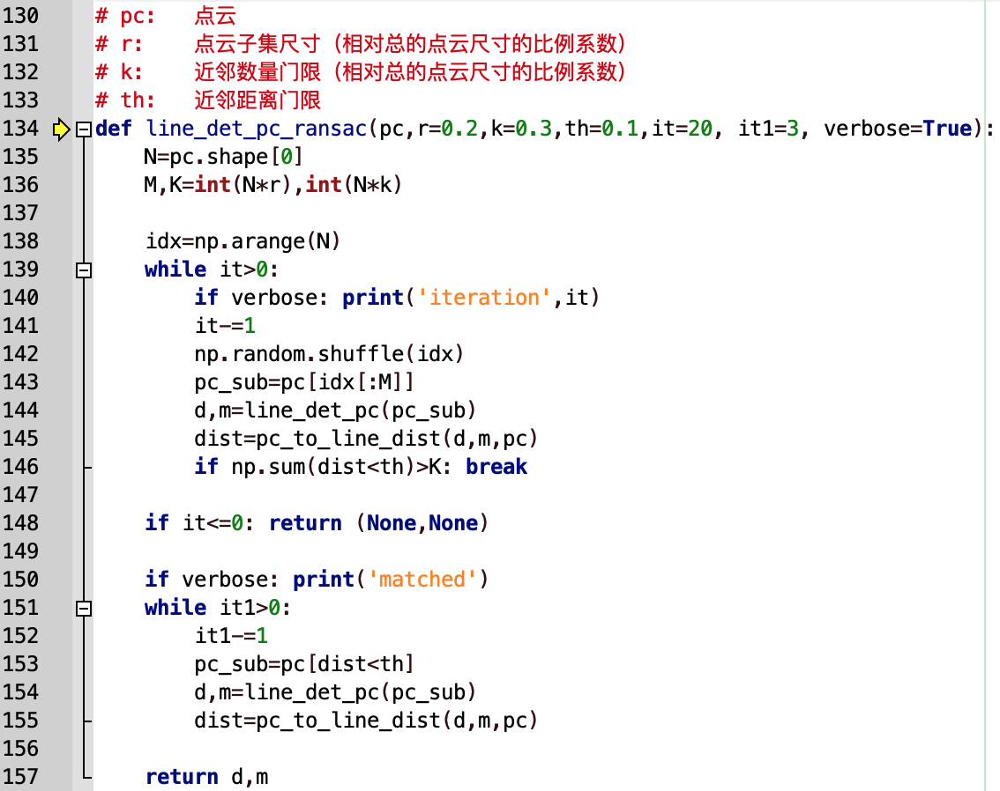 130 # pc:   点云
131 # r:    点云子集尺寸（相对总的点云尺寸的比例系数）
132 # k:    近邻数量门限（相对总的点云尺寸的比例系数）
133 # th:   近邻距离门限
134 def line_det_pc_ransac(pc,r=0.2,k=0.3,th=0.1,it=20, it1=3, verbose=True):
135     N=pc.shape[0]
136     M,K=int(N*r),int(N*k)
137
138     idx=np.arange(N)
139     while it>0:
140         if verbose: print('iteration',it)
141         it-=1
142         np.random.shuffle(idx)
143         pc_sub=pc[idx[:M]]
144         d,m=line_det_pc(pc_sub)
145         dist=pc_to_line_dist(d,m,pc)
146         if np.sum(dist<th)>K: break
147
148     if it<=0: return (None,None)
149
150     if verbose: print('matched')
151     while it1>0:
152         it1-=1
153         pc_sub=pc[dist<th]
154         d,m=line_det_pc(pc_sub)
155         dist=pc_to_line_dist(d,m,pc)
156
157     return d,m